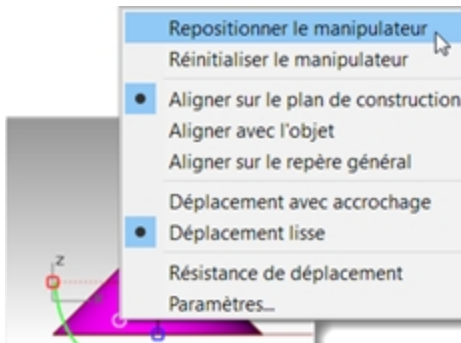 Repositionner le manipulateur
Réinitialiser le manipulateur
Aligner sur le plan de construction
Aligner avec l'objet
Aligner sur le repère général
Déplacement avec accrochage
Déplacement lisse
Résistance de déplacement
Paramètres...
z